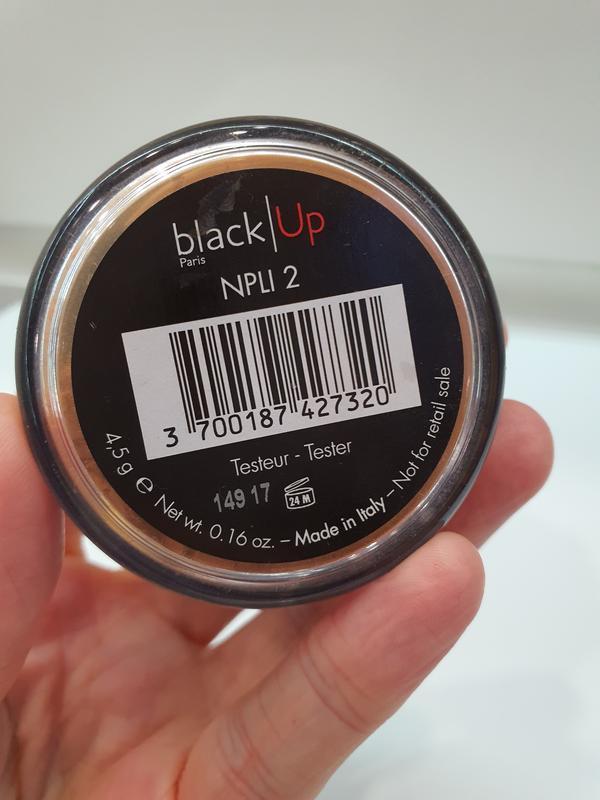 black|Up
Paris
NPLI 2
3 700187 427320
Testeur - Tester
149 17
24 M
4,5 g e Net wt. 0.16 oz. – Made in Italy – Not for retail sale